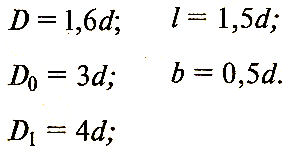 D = 1,6d; l = 1,5d;
D₀ = 3d; b = 0,5d.
D₁ = 4d;